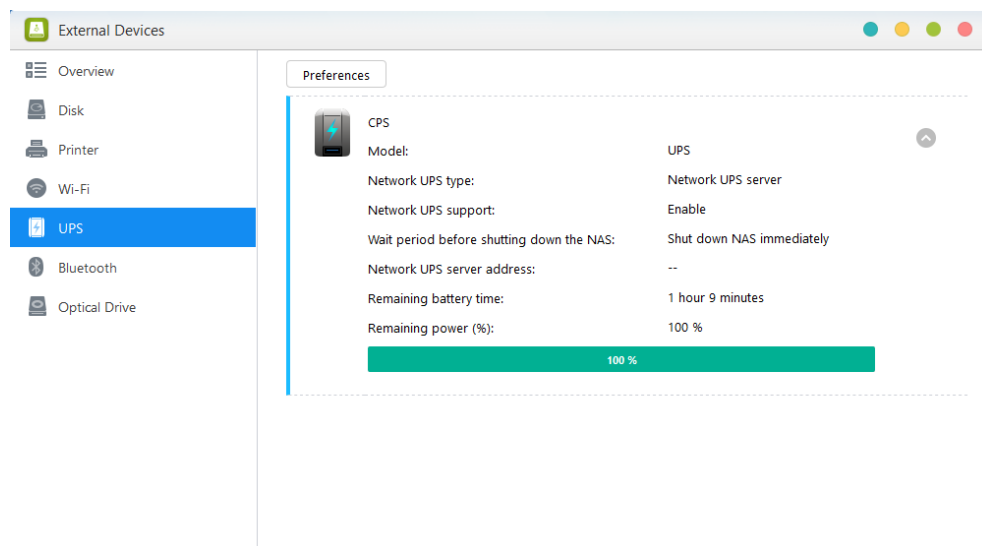 External Devices
Overview
Disk
Printer
Wi-Fi
UPS
Bluetooth
Optical Drive
Preferences
CPS
Model: UPS
Network UPS type: Network UPS server
Network UPS support: Enable
Wait period before shutting down the NAS: Shut down NAS immediately
Network UPS server address: --
Remaining battery time: 1 hour 9 minutes
Remaining power (%): 100 %
100 %